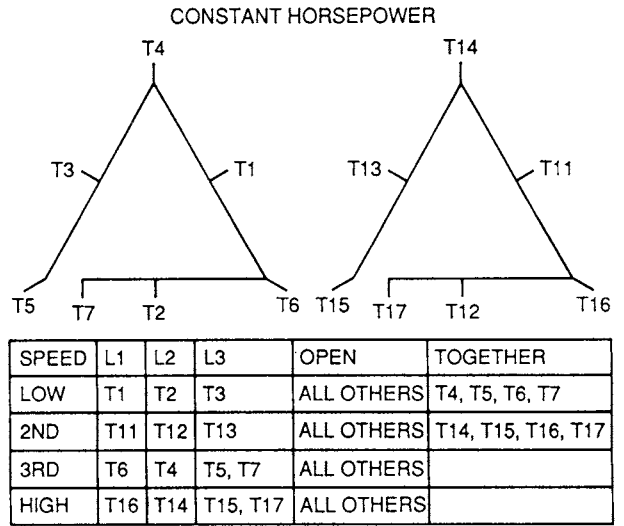 CONSTANT HORSEPOWER
T4 T14
T3 T1 T13 T11
T5 T7 T2 T6 T15 T17 T12 T16
SPEED L1 L2 L3 OPEN TOGETHER
LOW T1 T2 T3 ALL OTHERS T4, T5, T6, T7
2ND T11 T12 T13 ALL OTHERS T14, T15, T16, T17
3RD T6 T4 T5, T7 ALL OTHERS
HIGH T16 T14 T15, T17 ALL OTHERS